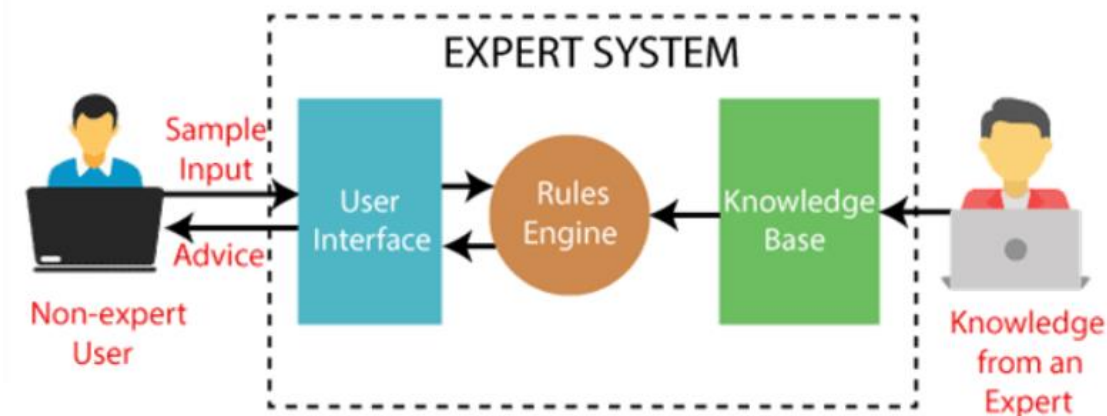 EXPERT SYSTEM
Sample
Input
Advice
Non-expert
User
User
Interface
Rules
Engine
Knowledge
Base
Knowledge
from an
Expert